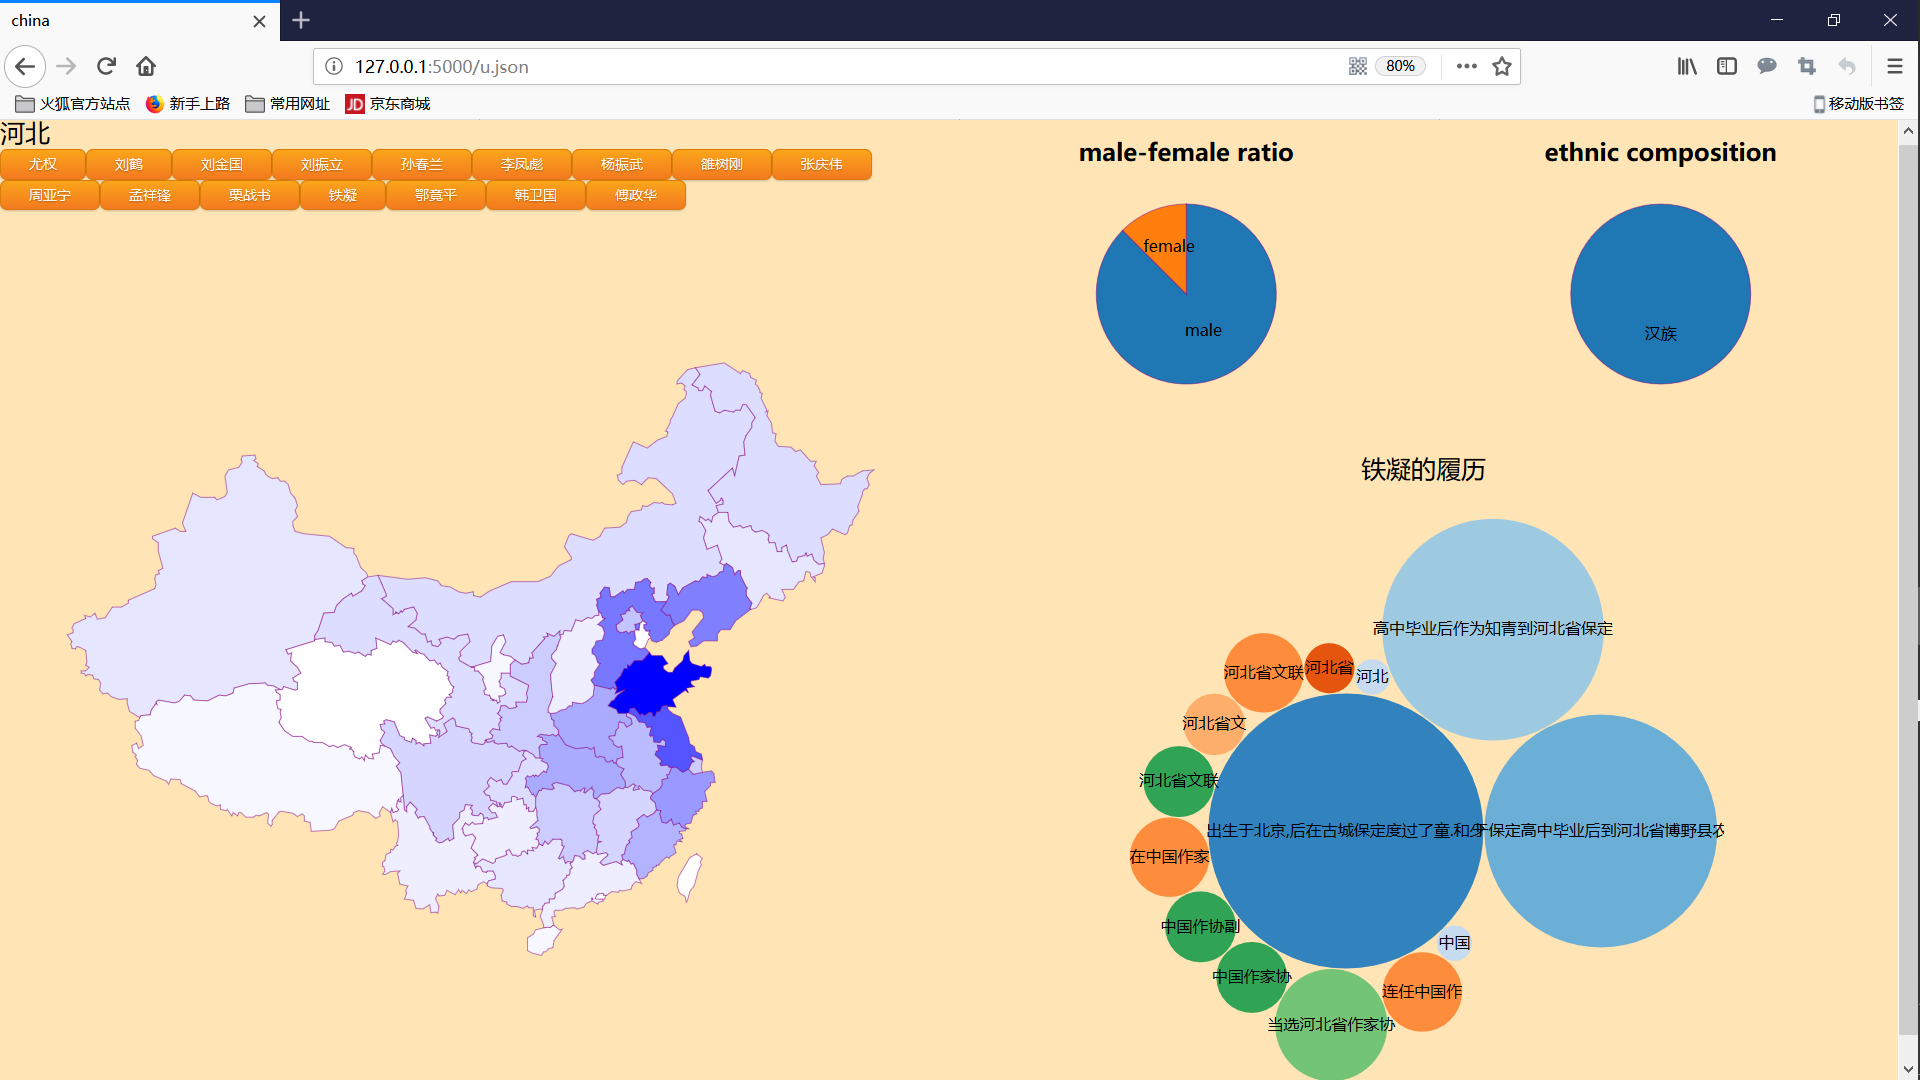 china
127.0.0.1:5000/u.json
80%
火狐官方站点 新手上路 常用网址 JD 京东商城 移动版书签
河北
尤权 刘鹤 刘金国 刘振立 孙春兰 李凤彪 杨振武 雒树刚 张庆伟
周亚宁 孟祥锋 栗战书 铁凝 鄂竟平 韩卫国 傅政华
male-female ratio
female
male
ethnic composition
汉族
铁凝的履历
高中毕业后作为知青到河北省保定
河北省文联
河北省
河北
河北省文
河北省文联
出生于北京,后在古城保定度过了童.和少
于保定高中毕业后到河北省博野县农
在中国作家
中国作协副
中国
中国作家协
连任中国作
当选河北省作家协